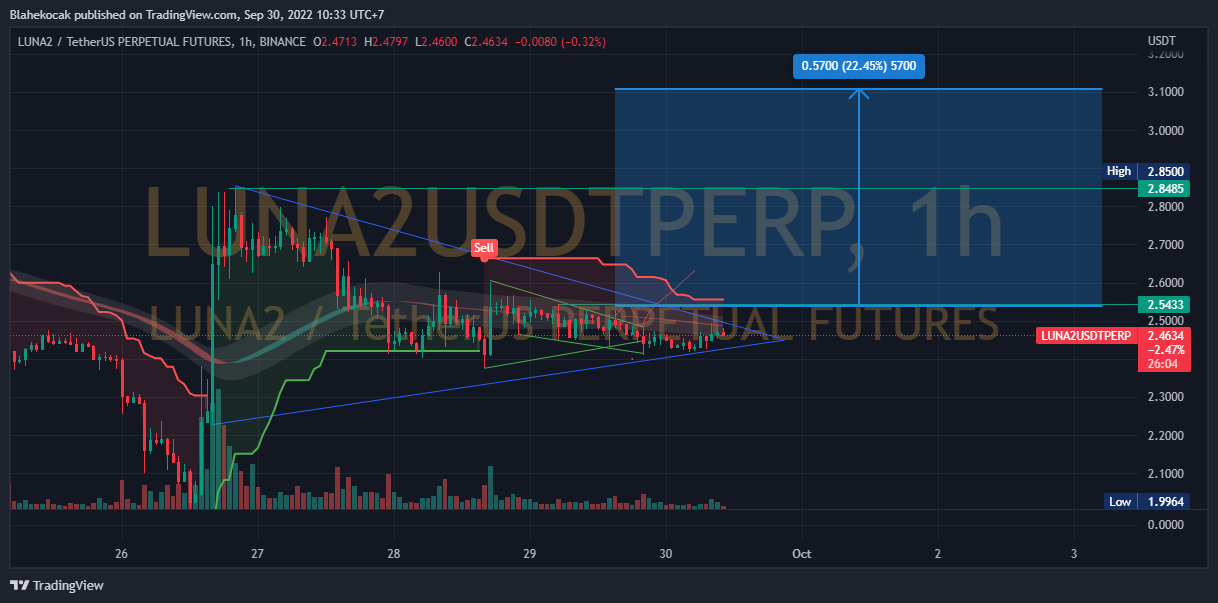 Blahekocak published on TradingView.com, Sep 30, 2022 10:33 UTC+7
LUNA2 / TetherUS PERPETUAL FUTURES, 1h, BINANCE O2.4713 H2.4797 L2.4600 C2.4634 −0.0080 (−0.32%)
USDT
3.2000
0.5700 (22.45%) 5700
3.1000
3.0000
High 2.8500
2.8485
LUNA2USDTPERP, 1h
2.8000
2.7000
Sell
2.6000
2.5433
LUNA2 / TetherUS PERPETUAL FUTURES
2.5000
LUNA2USDTPERP 2.4634
−2.47%
26:04
2.3000
2.2000
2.1000
Low 1.9964
0.0000
26 27 28 29 30 Oct 2 3
TradingView